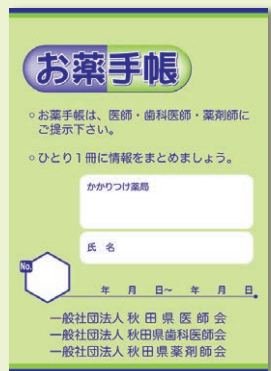 お薬手帳
○お薬手帳は、医師・歯科医師・薬剤師に
ご提示下さい。
○ひとり1冊に情報をまとめましょう。
かかりつけ薬局
氏 名
No.
年 月 日〜 年 月 日
一般社団法人 秋田県医師会
一般社団法人 秋田県歯科医師会
一般社団法人 秋田県薬剤師会